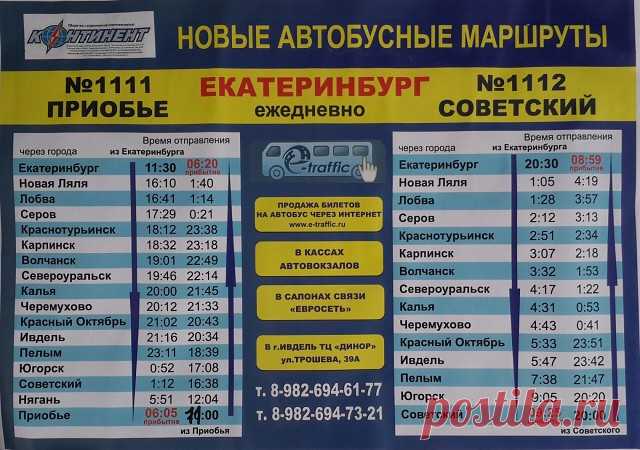 КОНТИНЕНТ
НОВЫЕ АВТОБУСНЫЕ МАРШРУТЫ
№1111
ПРИОБЬЕ
ЕКАТЕРИНБУРГ
ежедневно
№1112
СОВЕТСКИЙ
Время отправления
через города из Екатеринбурга
Екатеринбург 11:30 06:20
прибытие
Новая Ляля 16:10 1:40
Лобва 16:41 1:14
Серов 17:29 0:21
Краснотурьинск 18:12 23:38
Карпинск 18:32 23:18
Волчанск 19:01 22:49
Североуральск 19:46 22:14
Калья 20:00 21:45
Черемухово 20:12 21:33
Красный Октябрь 21:02 20:43
Ивдель 21:16 20:34
Пелым 23:11 18:39
Югорск 0:52 17:08
Советский 1:12 16:38
Нягань 5:51 12:04
Приобье 06:05 11:00
прибытие
из Приобья
e-traffic
ПРОДАЖА БИЛЕТОВ
НА АВТОБУС ЧЕРЕЗ ИНТЕРНЕТ
www.e-traffic.ru
В КАССАХ
АВТОВОКЗАЛОВ
В САЛОНАХ СВЯЗИ
«ЕВРОСЕТЬ»
В г.ИВДЕЛЬ ТЦ «ДИНОР»
ул.ТРОШЕВА, 39А
т. 8-982-694-61-77
т. 8-982-694-73-21
Время отправления
через города из Екатеринбурга
Екатеринбург 20:30 08:59
прибытие
Новая Ляля 1:05 4:19
Лобва 1:28 3:57
Серов 2:12 3:13
Краснотурьинск 2:51 2:34
Карпинск 3:07 2:18
Волчанск 3:32 1:53
Североуральск 4:17 1:22
Калья 4:31 0:53
Черемухово 4:43 0:41
Красный Октябрь 5:33 23:51
Ивдель 5:47 23:42
Пелым 7:38 21:47
Югорск 9:05 20:20
Советский 20:00
из Советского
postila.ru